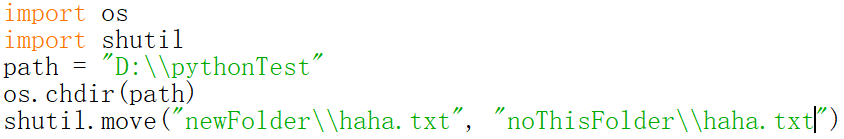 import os
import shutil
path = "D:\\pythonTest"
os.chdir(path)
shutil.move("newFolder\\haha.txt", "noThisFolder\\haha.txt")